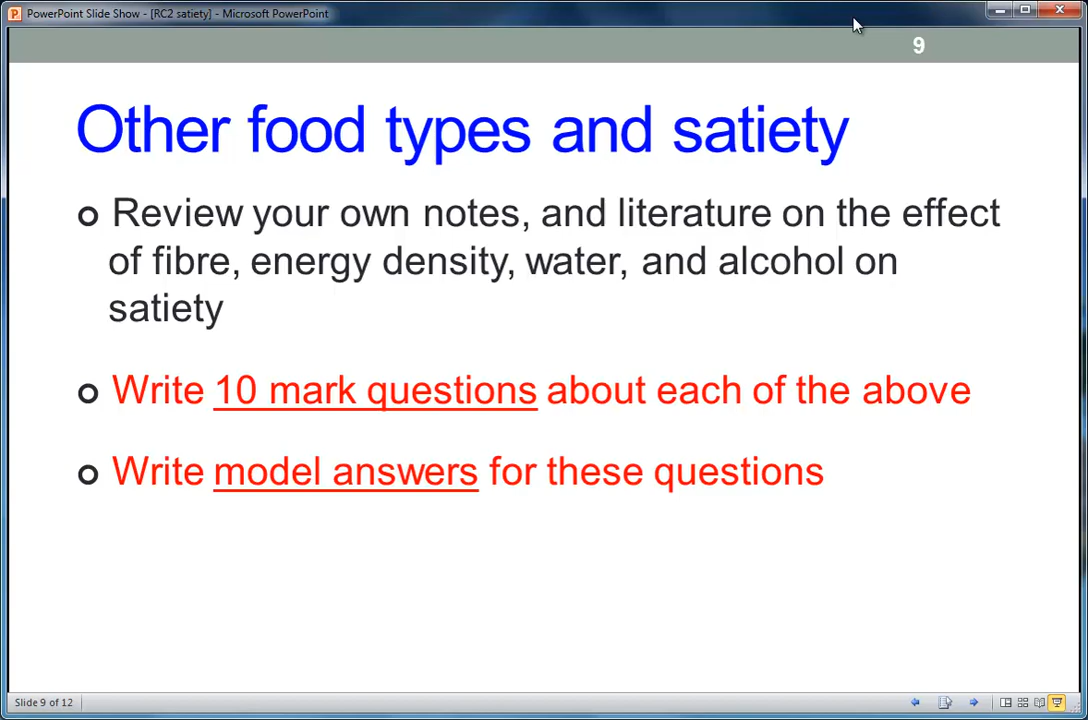 PowerPoint Slide Show - [RC2 satiety] - Microsoft PowerPoint
9
Other food types and satiety
Review your own notes, and literature on the effect
of fibre, energy density, water, and alcohol on
satiety
Write 10 mark questions about each of the above
Write model answers for these questions
Slide 9 of 12